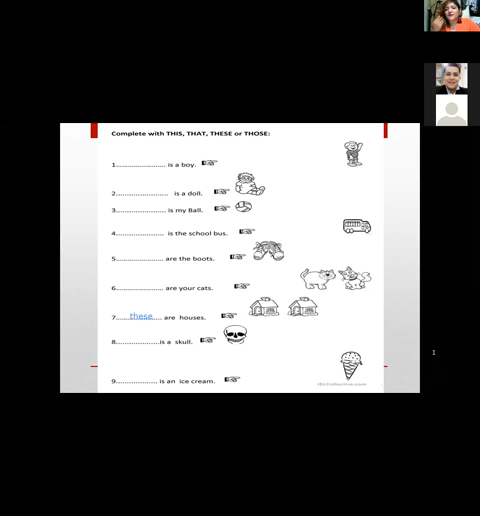 Complete with THIS, THAT, THESE or THOSE:
1......................... is a boy.
2.......................... is a doll.
3........................ is my Ball.
4........................ is the school bus.
5........................ are the boots.
6........................ are your cats.
7........these........ are houses.
8......................is a skull.
9..................... is an ice cream.
iSLCollective.com